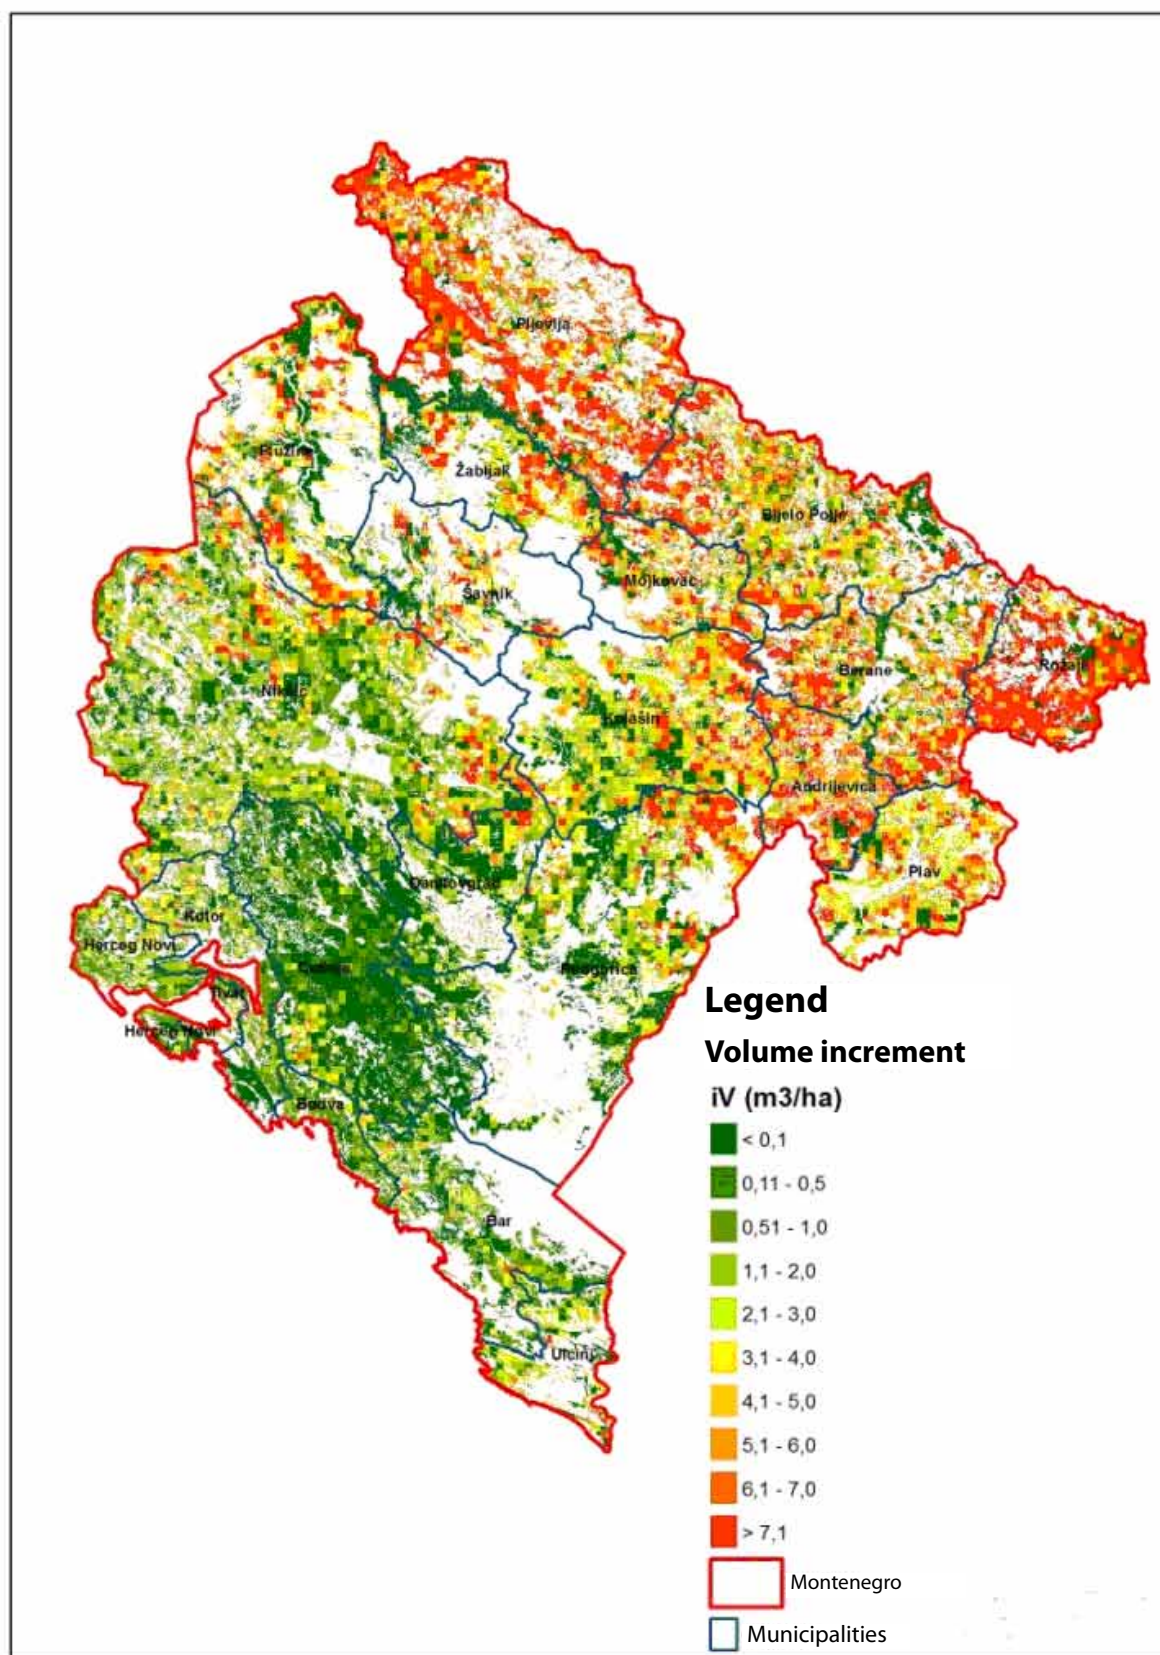 Pljevlja
Plužine
Žabljak
Bijelo Polje
Mojkovac
Šavnik
Berane
Rožaje
Nikšić
Kolašin
Andrijevica
Plav
Danilovgrad
Kotor
Herceg Novi
Cetinje
Podgorica
Tivat
Herceg Novi
Budva
Bar
Ulcinj
Legend
Volume increment
iV (m3/ha)
< 0,1
0,11 - 0,5
0,51 - 1,0
1,1 - 2,0
2,1 - 3,0
3,1 - 4,0
4,1 - 5,0
5,1 - 6,0
6,1 - 7,0
> 7,1
Montenegro
Municipalities